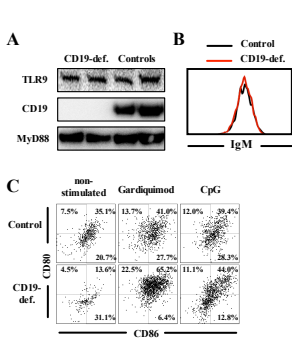 A
CD19-def. Controls
TLR9
CD19
MyD88
B
Control
CD19-def.
IgM
C
non-
stimulated
Gardiquimod
CpG
Control
CD19-
def.
CD80
7.5% 35.1%
20.7%
13.7% 41.0%
27.7%
12.0% 39.4%
28.3%
4.5% 13.6%
31.1%
22.5% 65.2%
6.4%
11.1% 44.0%
12.8%
CD86